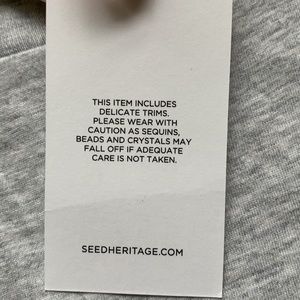 THIS ITEM INCLUDES
DELICATE TRIMS.
PLEASE WEAR WITH
CAUTION AS SEQUINS,
BEADS AND CRYSTALS MAY
FALL OFF IF ADEQUATE
CARE IS NOT TAKEN.
SEEDHERITAGE.COM